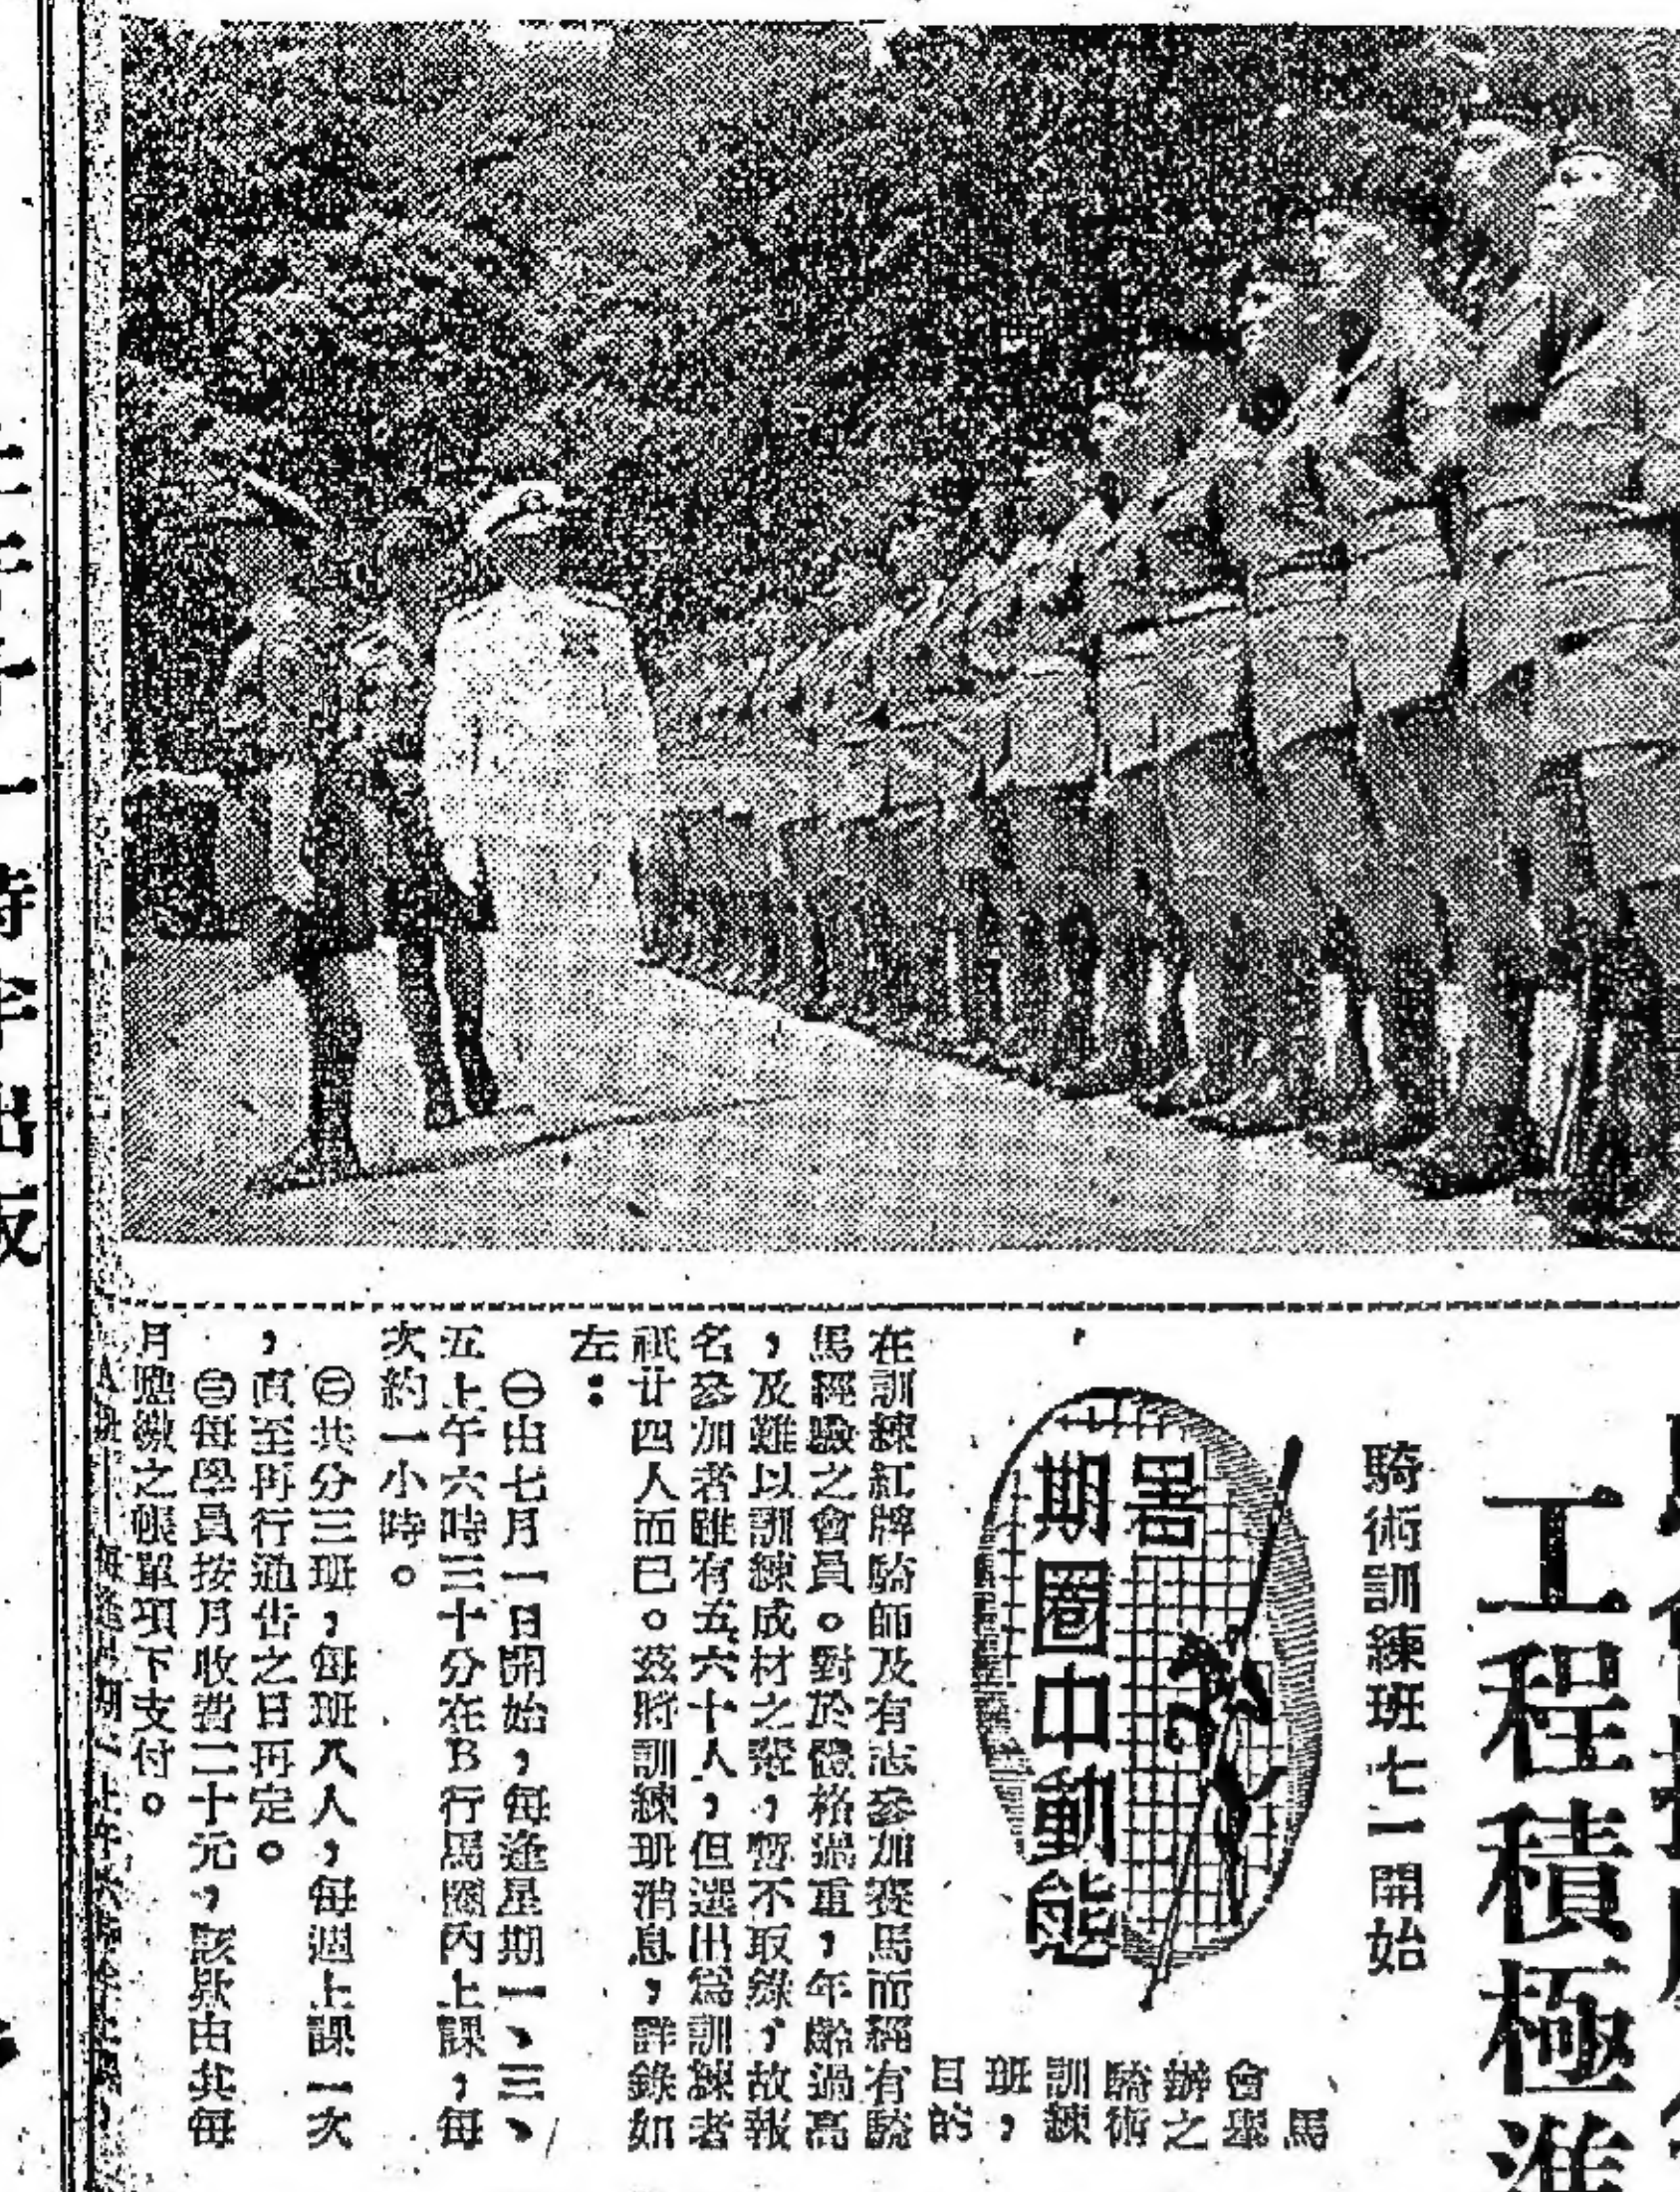 工程積極準
騎術訓練班七一開始
暑
期圈中動態
馬
會舉
辦之
騎術
訓練
班，
目的
在訓練紅牌騎師及有志參加賽馬而經有騎
馬經驗之會員。對於體格過重，年齡過高
，及難以訓練成材之輩，暫不取錄，故報
名參加者雖有五六十人，但選出為訓練者
祇廿四人而已。茲將訓練班消息，詳錄如
左：
㊀由七月一日開始，每逢星期一、三、
五上午六時三十分在B行馬圈內上課，每
次約一小時。
㊁共分三班，每班八人，每週上課一次
，直至再行通告之日再定。
㊂每學員按月收費二十元，該欵由其每
月應繳之賬單項下支付。